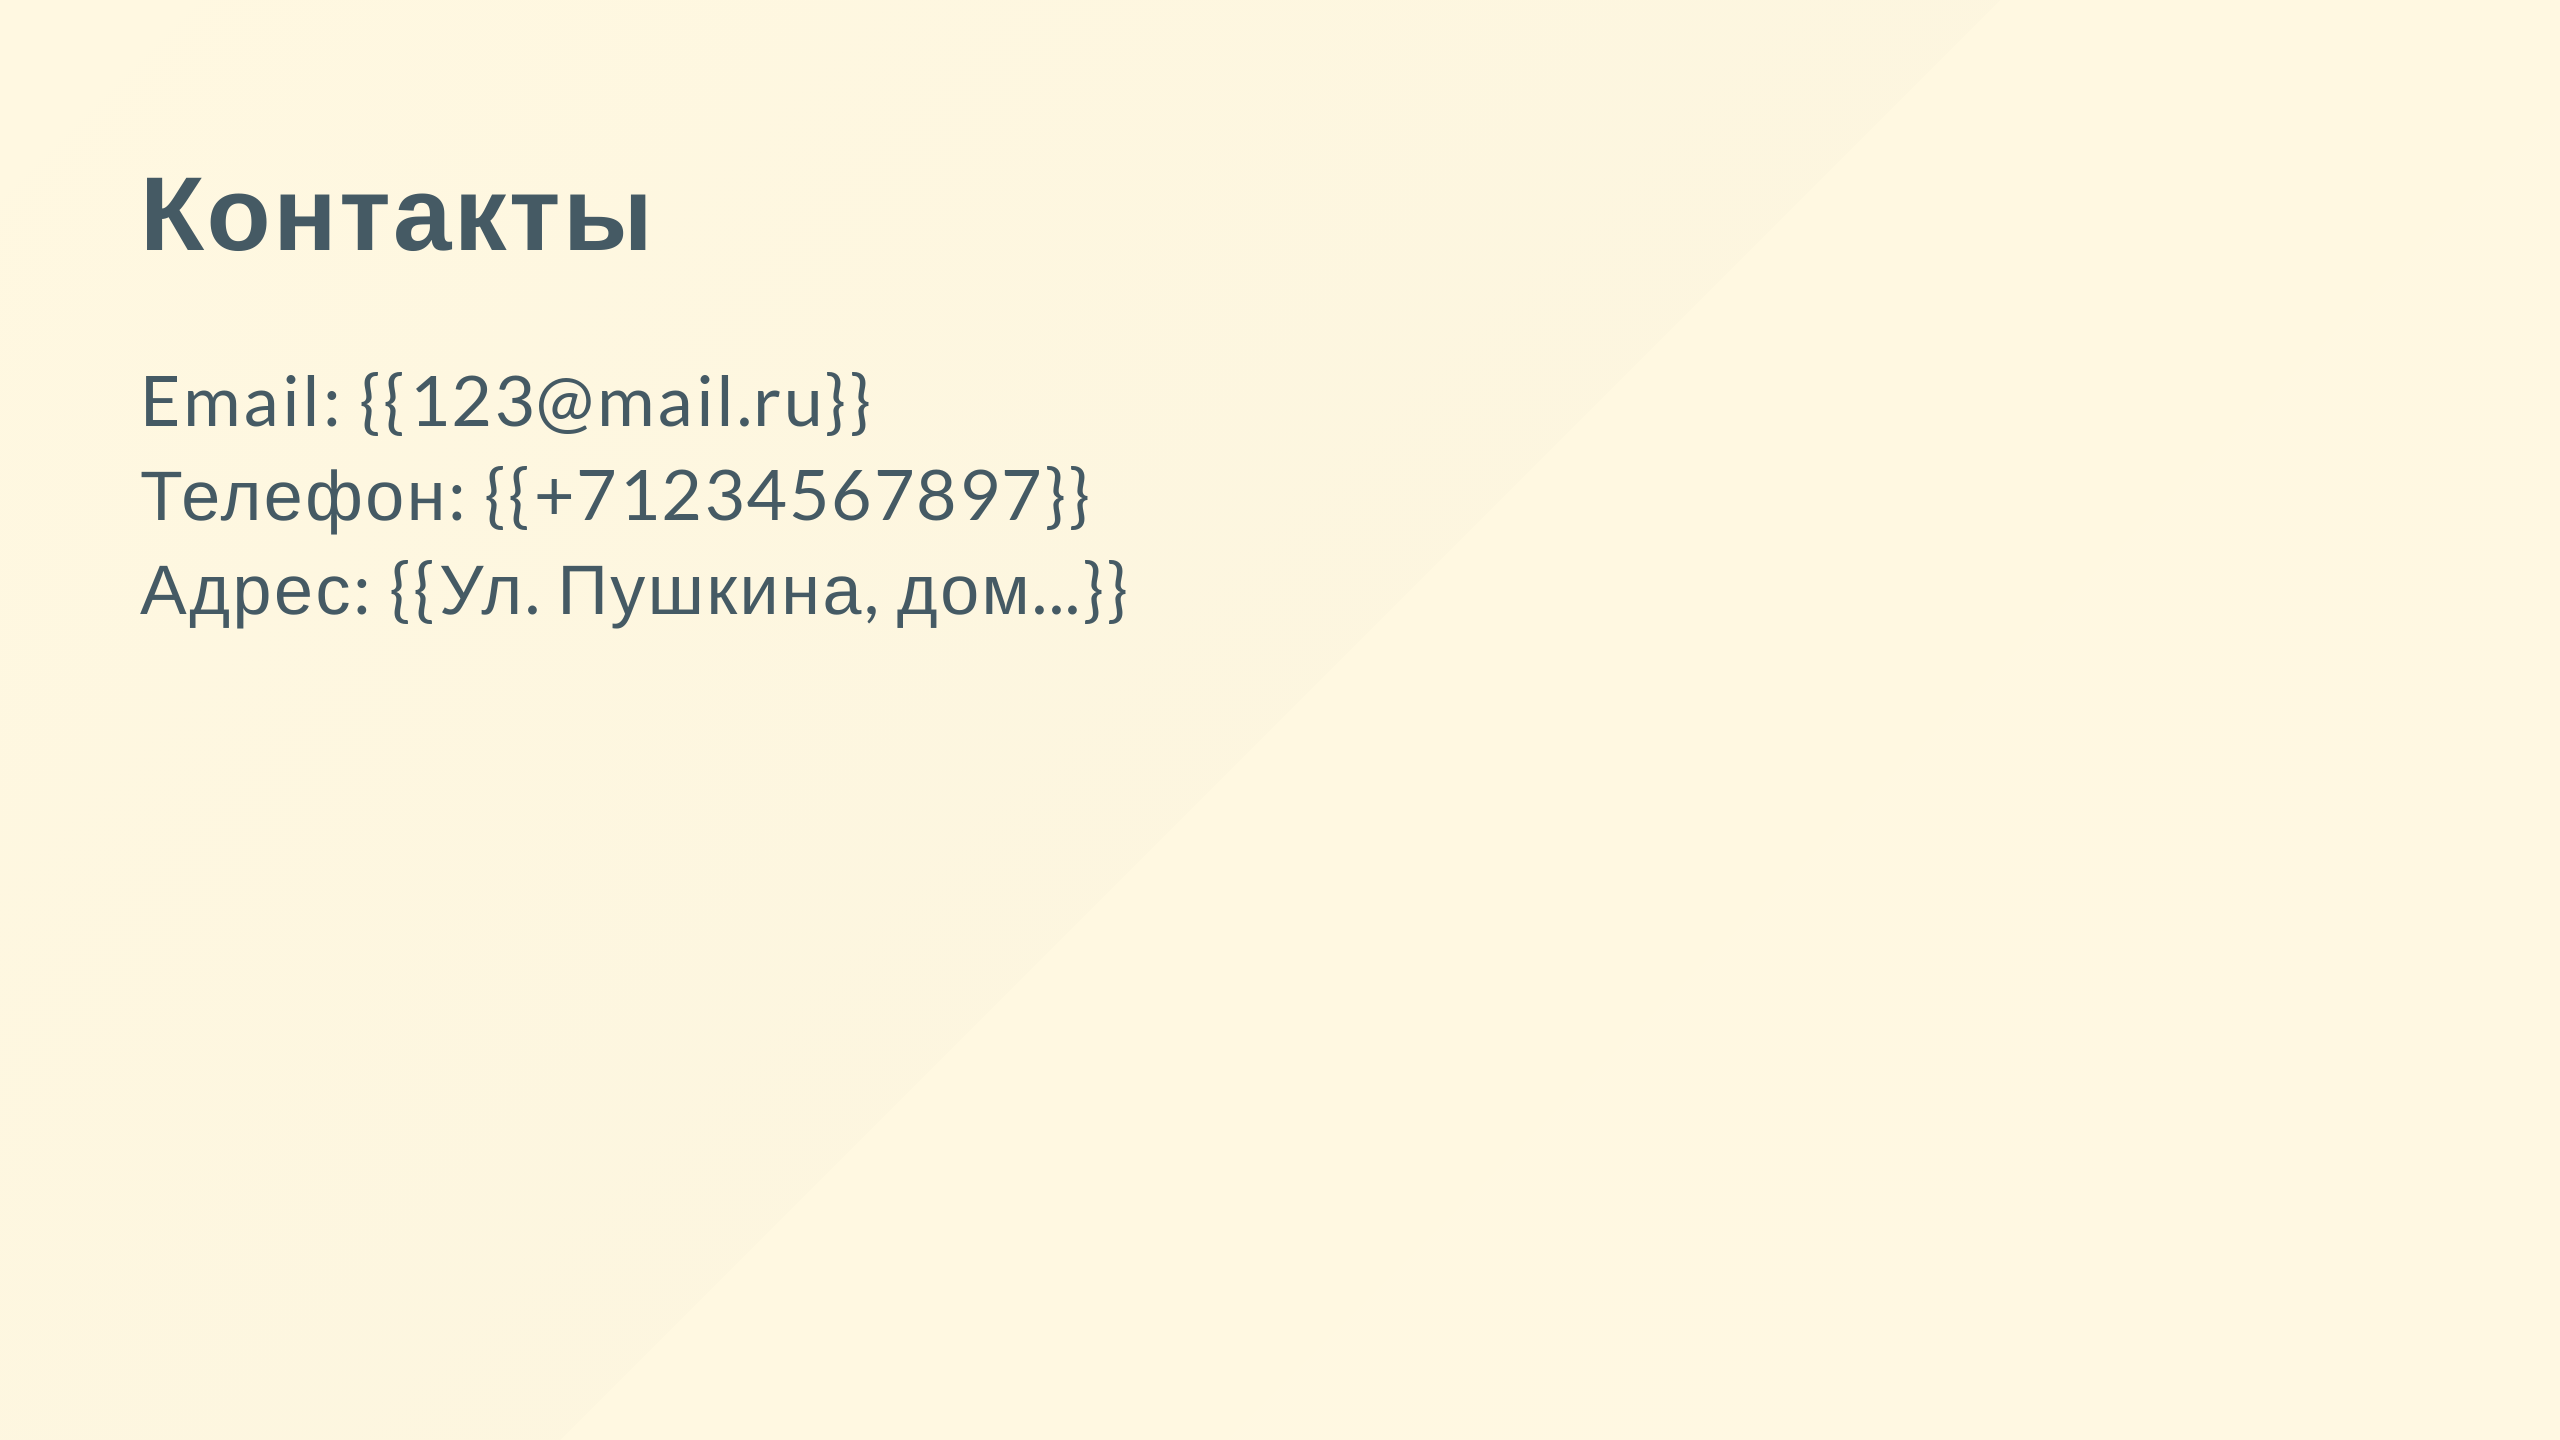 Контакты
Email: {{123@mail.ru}}
Телефон: {{+71234567897}}
Адрес: {{Ул. Пушкина, дом...}}